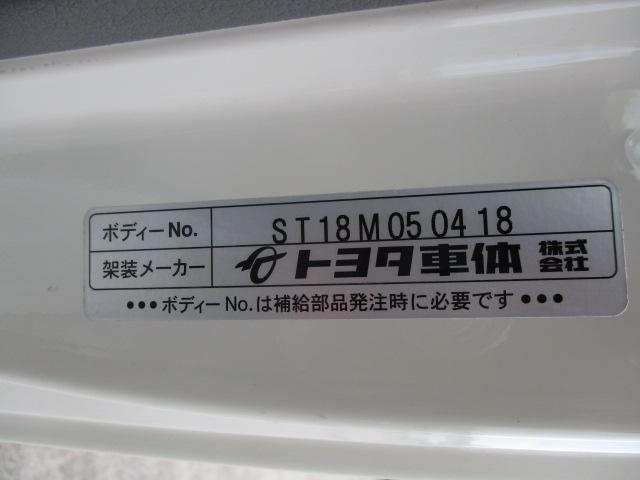 ボディーNo. ST18M050418
架装メーカー トヨタ車体 株式会社
●●●ボディーNo.は補給部品発注時に必要です●●●